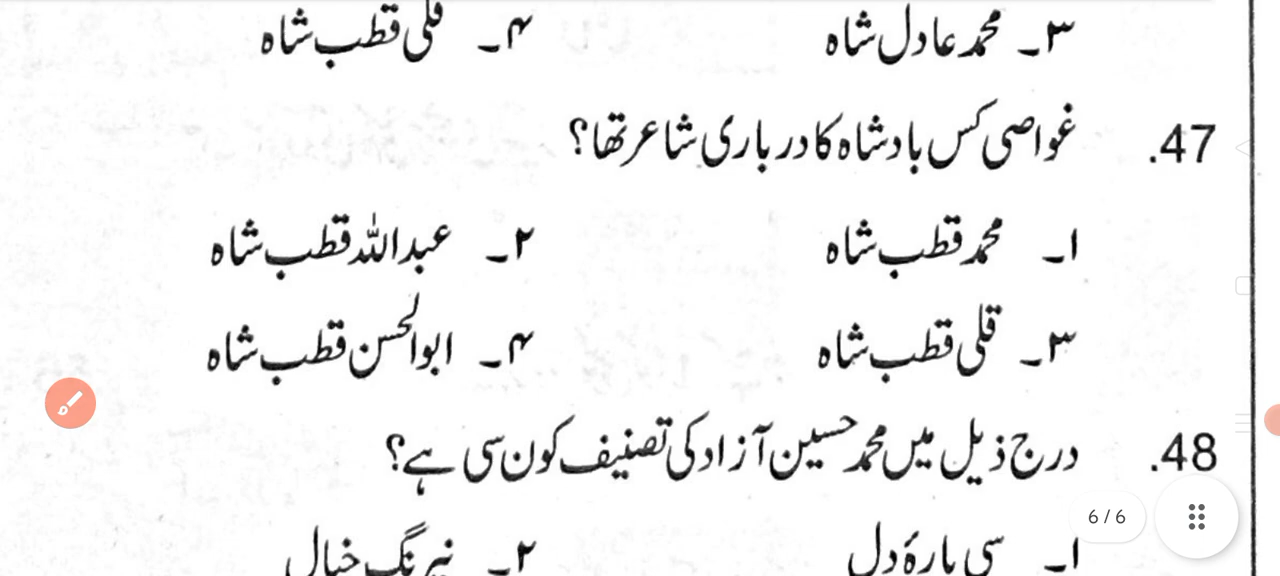 ۳۔ محمد عادل شاہ ۴۔ قلی قطب شاہ
47. غواصی کس بادشاہ کا درباری شاعر تھا؟
۱۔ محمد قطب شاہ ۲۔ عبداللہ قطب شاہ
۳۔ قلی قطب شاہ ۴۔ ابوالحسن قطب شاہ
48. درج ذیل میں محمد حسین آزاد کی تصنیف کون سی ہے؟
6/6
۱۔ سی پارۂ دل ۲۔ نیرنگ خیال